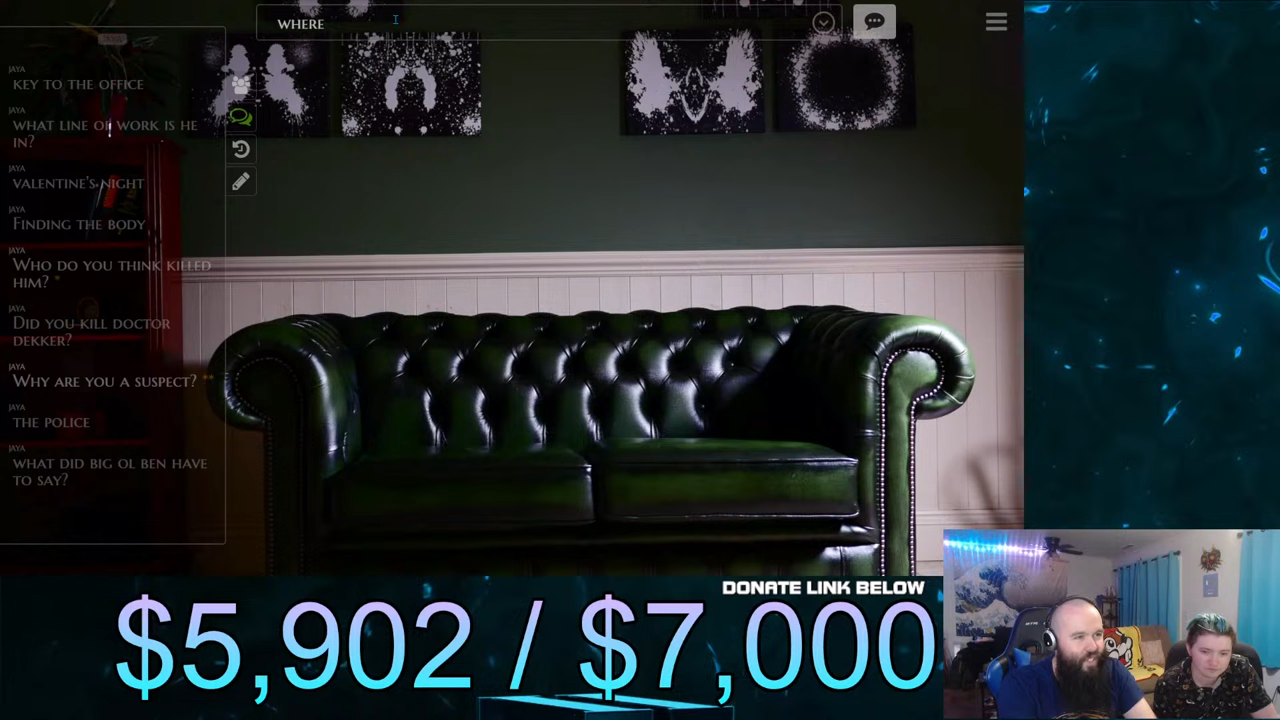 WHERE
JAYA
KEY TO THE OFFICE
JAYA
WHAT LINE OF WORK IS HE
IN?
JAYA
VALENTINE'S NIGHT
JAYA
FINDING THE BODY
JAYA
WHO DO YOU THINK KILLED
HIM? *
JAYA
DID YOU KILL DOCTOR
DEKKER?
JAYA
WHY ARE YOU A SUSPECT? **
JAYA
THE POLICE
JAYA
WHAT DID BIG OL BEN HAVE
TO SAY?
DONATE LINK BELOW
$5,902 / $7,000